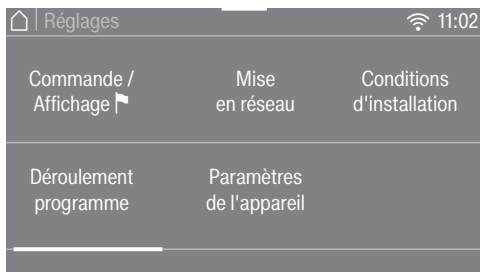 Réglages 11:02
Commande / Affichage
Mise en réseau
Conditions d'installation
Déroulement programme
Paramètres de l'appareil